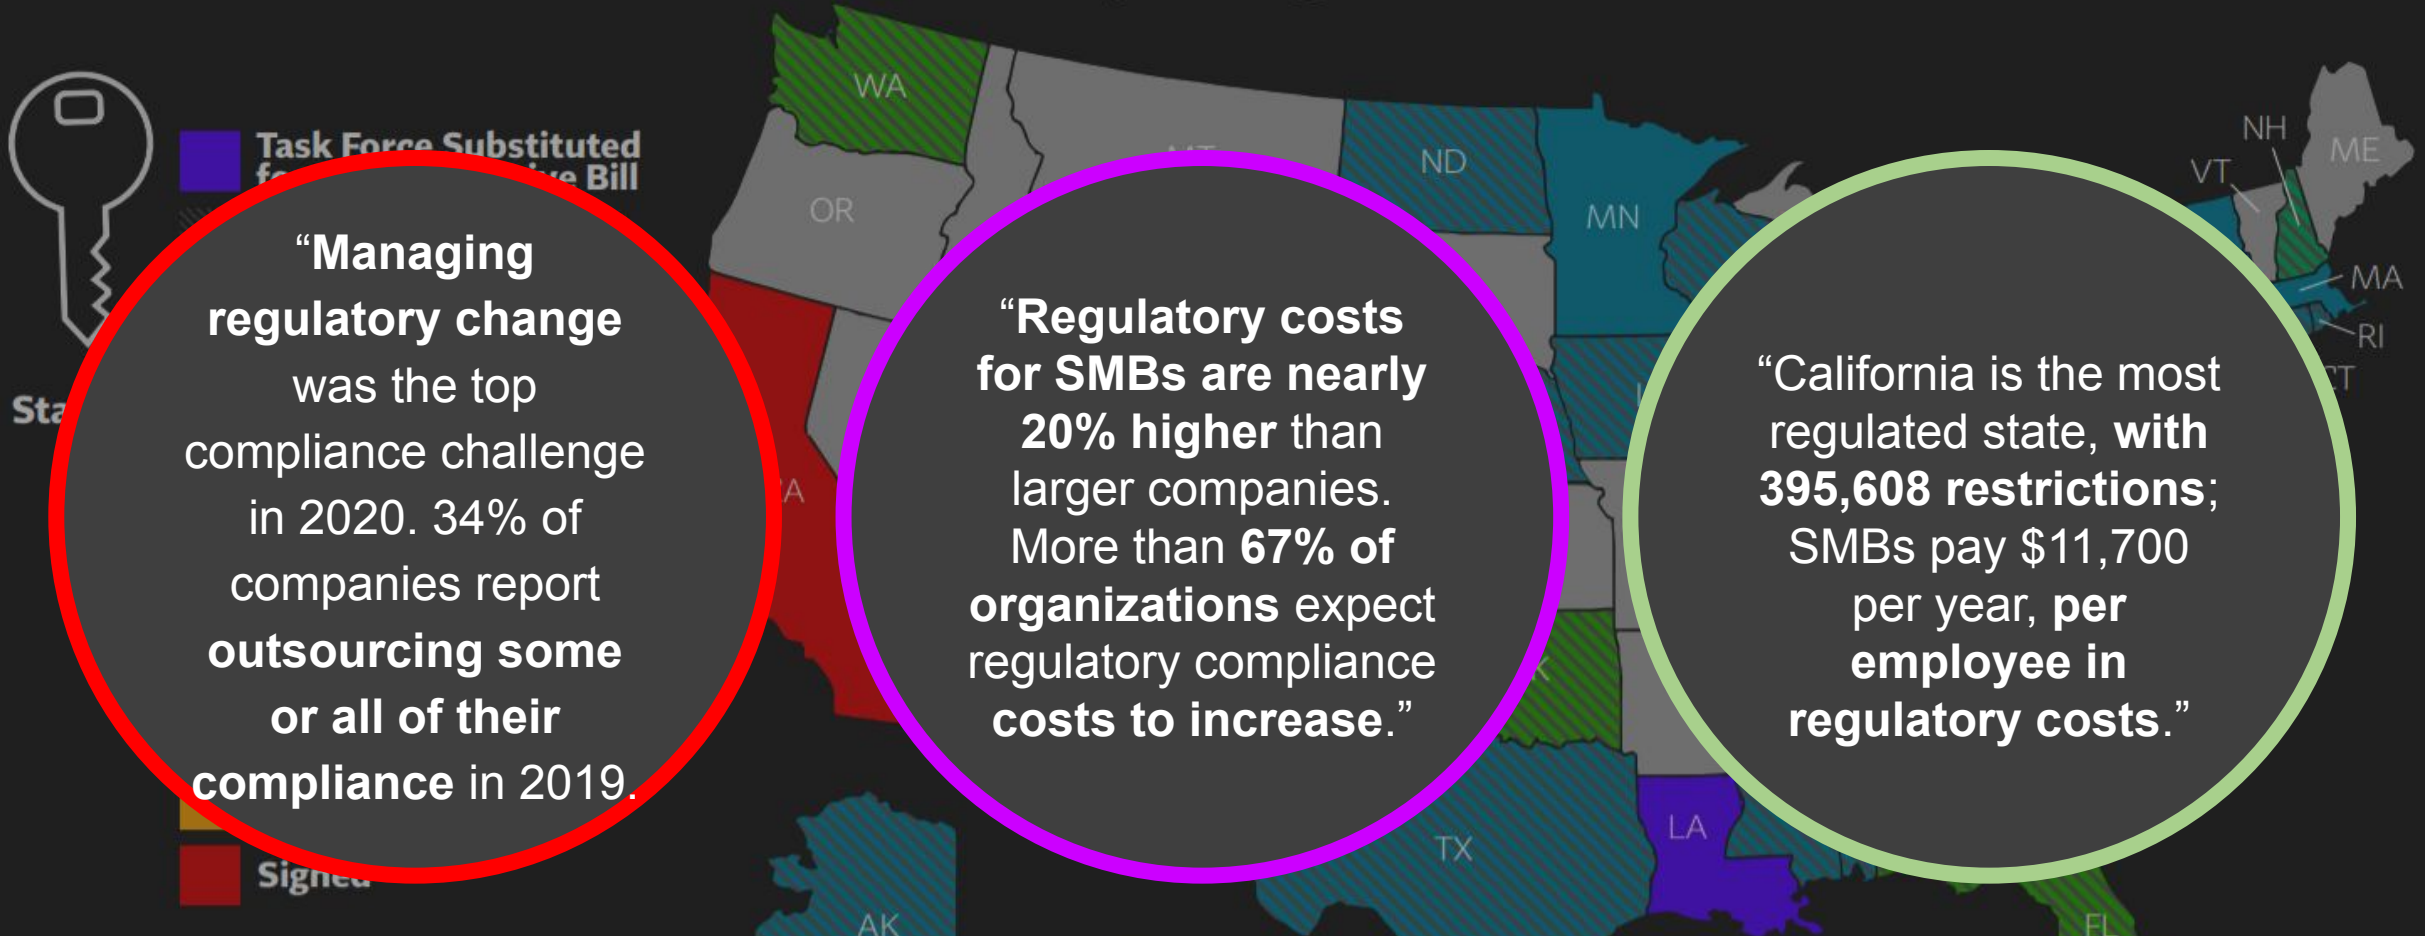 Task Force Substituted
ve Bill
Signed
Sta
WA
OR
ND
MN
NH
ME
VT
MA
RI
TX
LA
AK
FL
“Managing
regulatory change
was the top
compliance challenge
in 2020. 34% of
companies report
outsourcing some
or all of their
compliance in 2019.
“Regulatory costs
for SMBs are nearly
20% higher than
larger companies.
More than 67% of
organizations expect
regulatory compliance
costs to increase.”
“California is the most
regulated state, with
395,608 restrictions;
SMBs pay $11,700
per year, per
employee in
regulatory costs.”